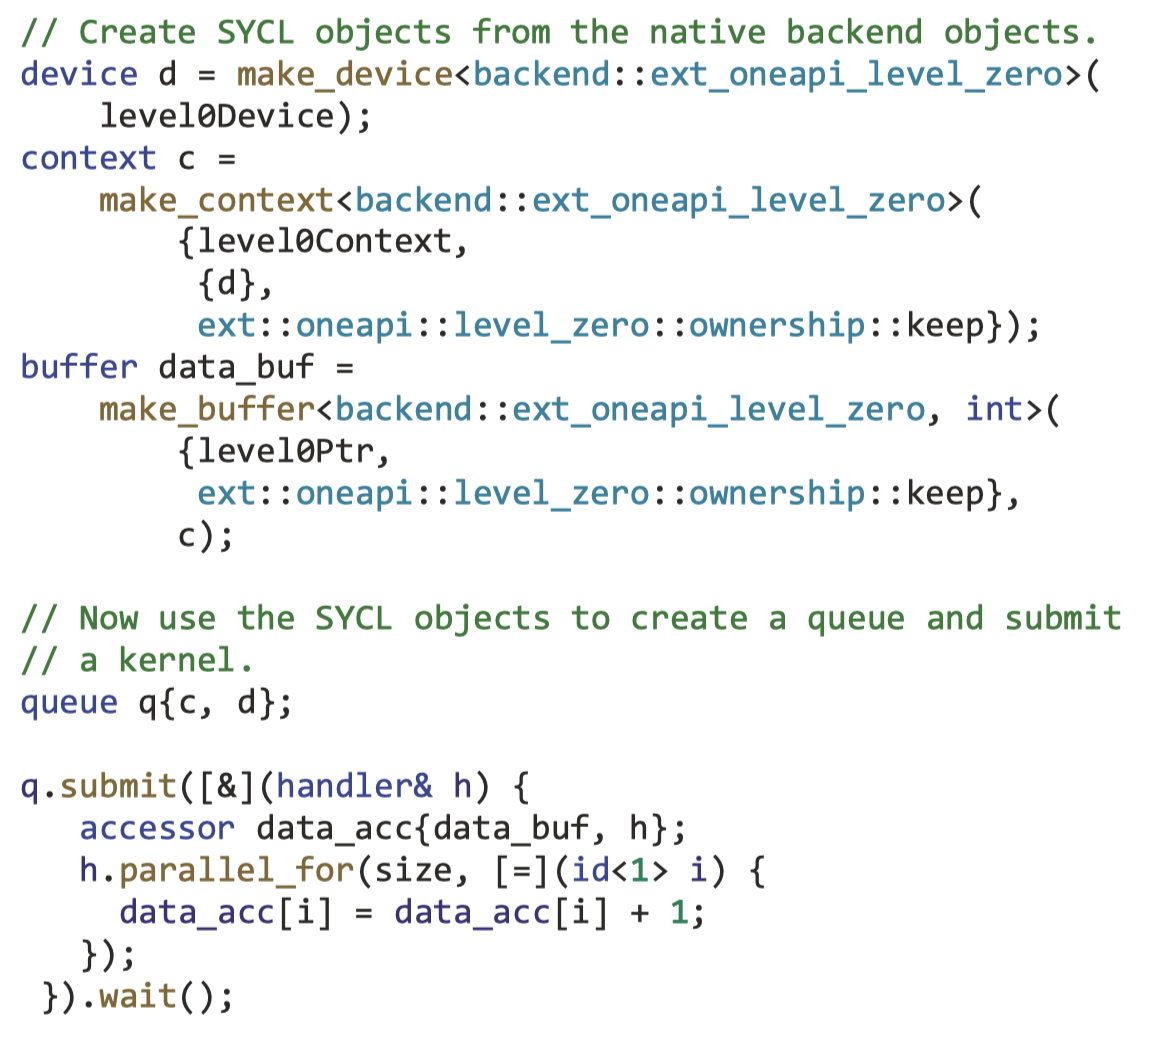 // Create SYCL objects from the native backend objects.
device d = make_device<backend::ext_oneapi_level_zero>(
    level0Device);
context c =
    make_context<backend::ext_oneapi_level_zero>(
        {level0Context,
         {d},
         ext::oneapi::level_zero::ownership::keep});
buffer data_buf =
    make_buffer<backend::ext_oneapi_level_zero, int>(
        {level0Ptr,
         ext::oneapi::level_zero::ownership::keep},
        c);

// Now use the SYCL objects to create a queue and submit
// a kernel.
queue q{c, d};

q.submit([&](handler& h) {
   accessor data_acc{data_buf, h};
   h.parallel_for(size, [=](id<1> i) {
     data_acc[i] = data_acc[i] + 1;
   });
 }).wait();